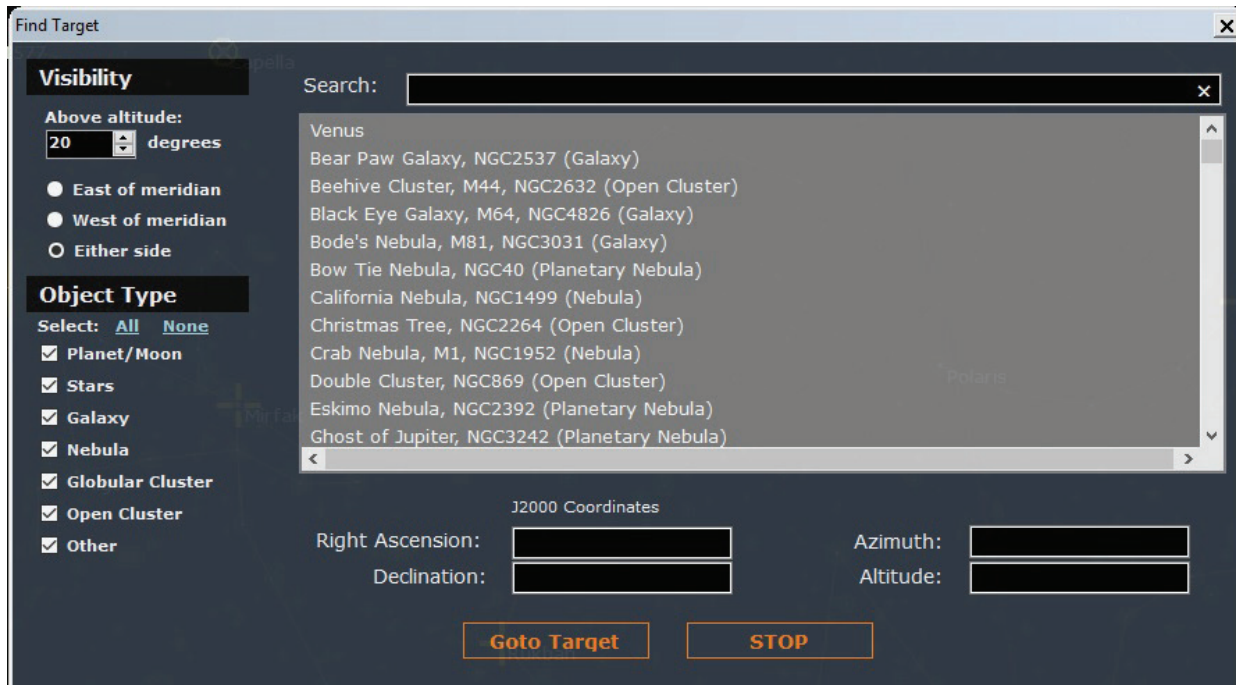 Find Target
577
Capella
Visibility
Above altitude:
20 degrees
East of meridian
West of meridian
Either side
Object Type
Select: All None
Planet/Moon
Stars
Galaxy
Nebula
Globular Cluster
Open Cluster
Other
Search:
Venus
Bear Paw Galaxy, NGC2537 (Galaxy)
Beehive Cluster, M44, NGC2632 (Open Cluster)
Black Eye Galaxy, M64, NGC4826 (Galaxy)
Bode's Nebula, M81, NGC3031 (Galaxy)
Bow Tie Nebula, NGC40 (Planetary Nebula)
California Nebula, NGC1499 (Nebula)
Christmas Tree, NGC2264 (Open Cluster)
Crab Nebula, M1, NGC1952 (Nebula)
Double Cluster, NGC869 (Open Cluster)
Polaris
Eskimo Nebula, NGC2392 (Planetary Nebula)
Ghost of Jupiter, NGC3242 (Planetary Nebula)
J2000 Coordinates
Right Ascension:
Azimuth:
Declination:
Altitude:
Goto Target
STOP